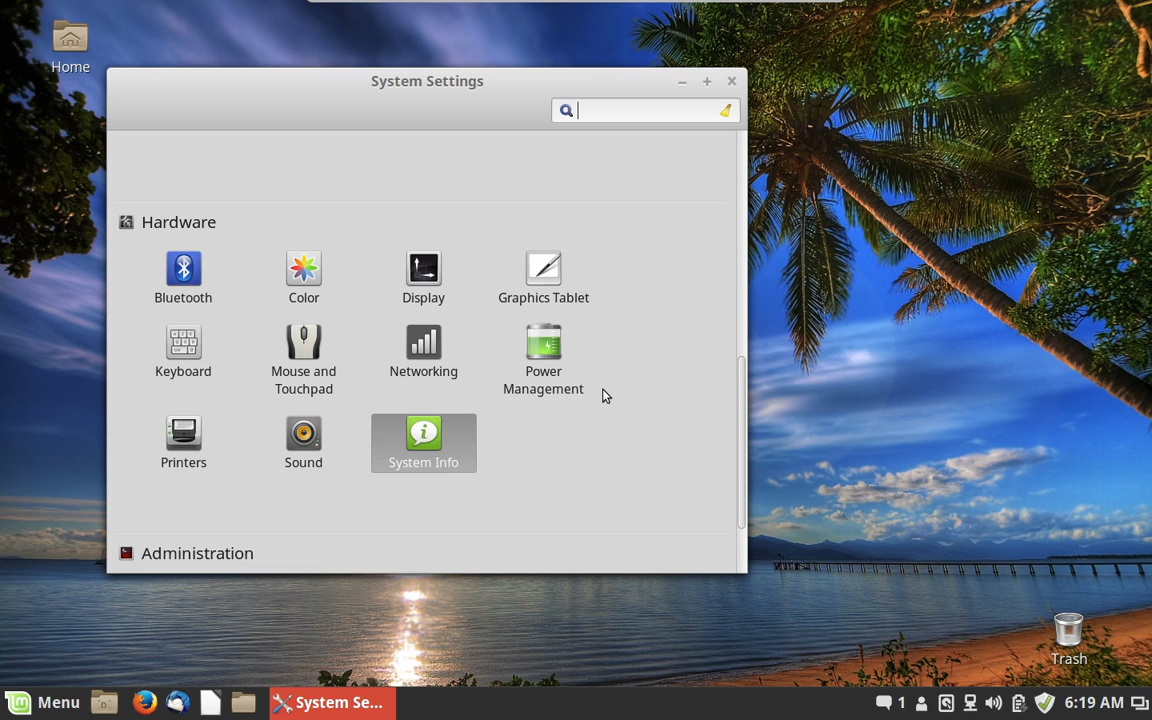 Home
System Settings
Hardware
Bluetooth
Color
Display
Graphics Tablet
Keyboard
Mouse and
Touchpad
Networking
Power
Management
Printers
Sound
System Info
Administration
Trash
Menu
System Se...
1
6:19 AM